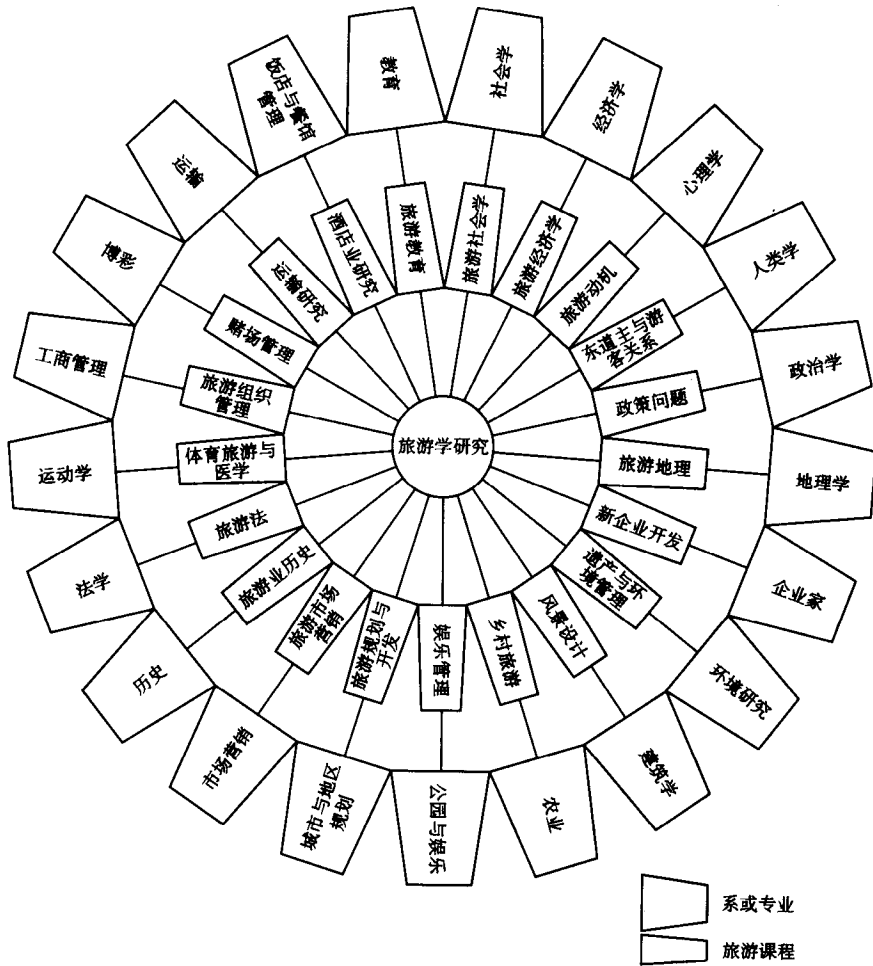 教育
社会学
经济学
心理学
人类学
政治学
地理学
企业家
环境研究
建筑学
农业
公园与娱乐
城市与地区
规划
市场营销
历史
法学
运动学
工商管理
博彩
运输
饭店与餐馆
管理
旅游教育
旅游社会学
旅游经济学
旅游动机
东道主与游
客关系
政策问题
旅游地理
新企业开发
遗产与环
境管理
风景设计
乡村旅游
娱乐管理
旅游规划与
开发
旅游市场
营销
旅游业历史
旅游法
体育旅游与
医学
旅游组织
管理
赌场管理
运输研究
酒店业研究
旅游学研究
系或专业
旅游课程